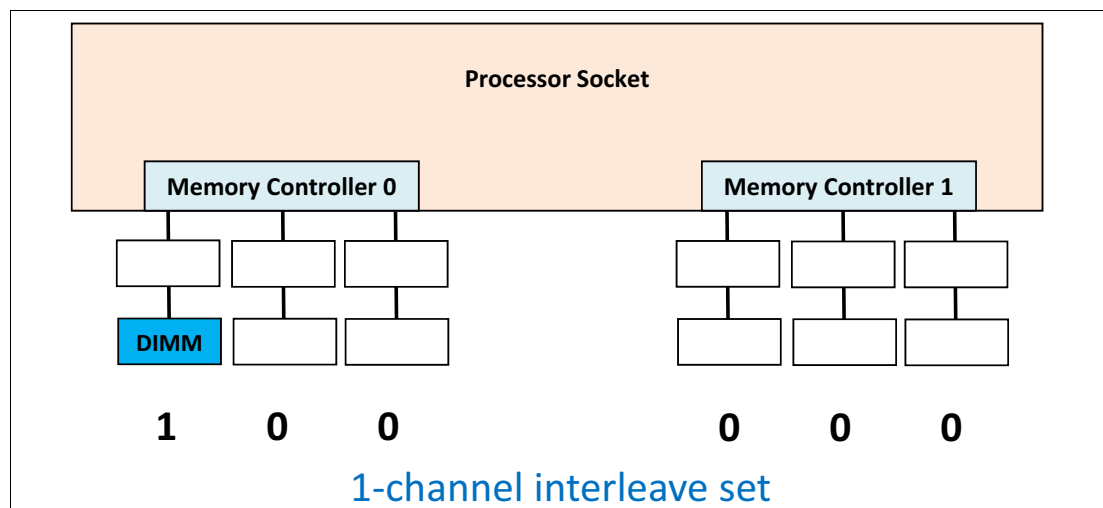 Processor Socket
Memory Controller 0 Memory Controller 1
DIMM
1 0 0 0 0 0
1-channel interleave set